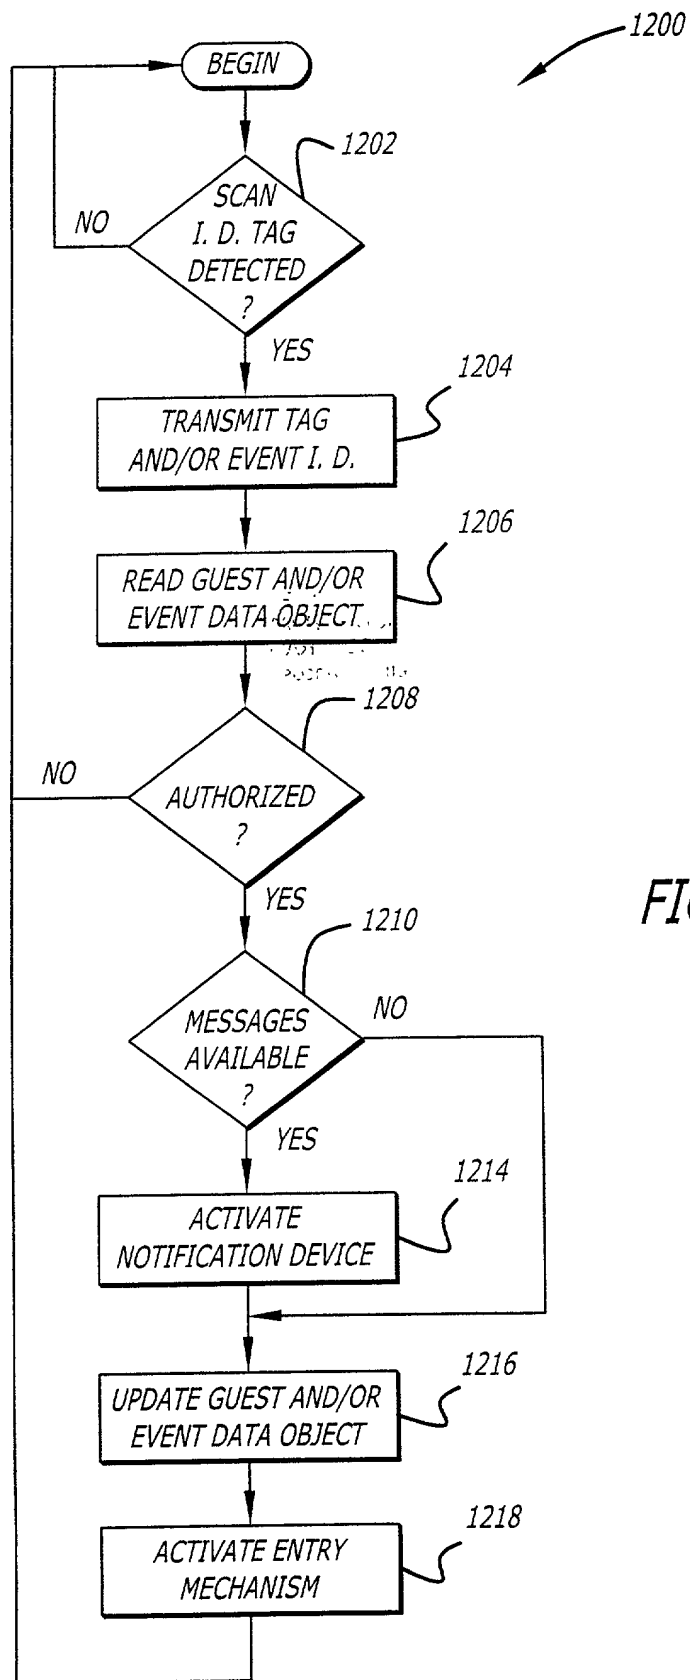 1200
BEGIN
1202
SCAN
I. D. TAG
DETECTED
?
NO
YES
1204
TRANSMIT TAG
AND/OR EVENT I. D.
1206
READ GUEST AND/OR
EVENT DATA OBJECT
1208
AUTHORIZED
?
NO
YES
1210
MESSAGES
AVAILABLE
?
NO
YES
1214
ACTIVATE
NOTIFICATION DEVICE
1216
UPDATE GUEST AND/OR
EVENT DATA OBJECT
1218
ACTIVATE ENTRY
MECHANISM